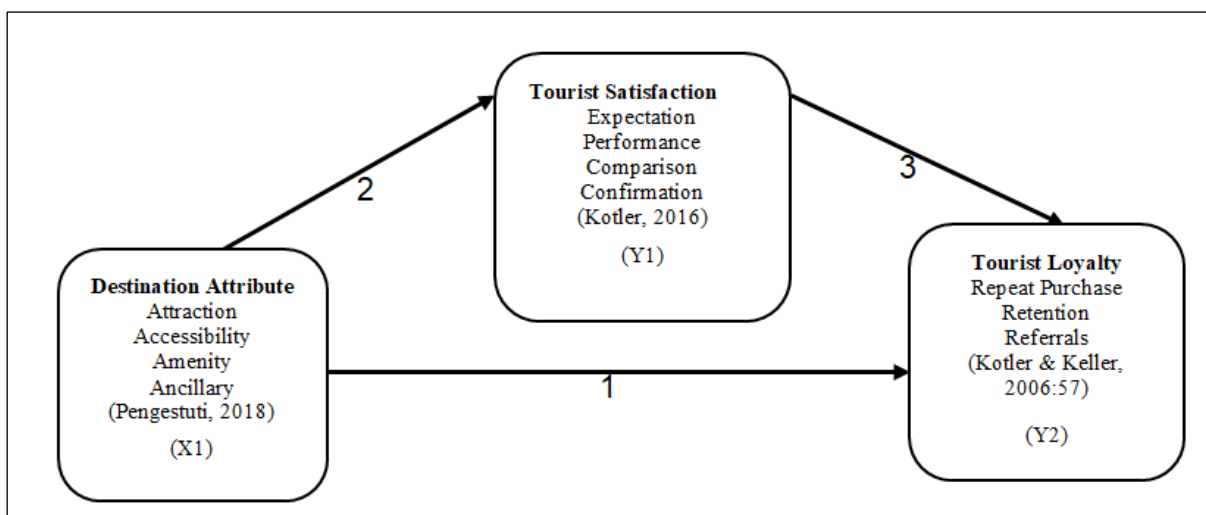 Tourist Satisfaction
Expectation
Performance
Comparison
Confirmation
(Kotler, 2016)
(Y1)
2
3
Destination Attribute
Attraction
Accessibility
Amenity
Ancillary
(Pengestuti, 2018)
(X1)
1
Tourist Loyalty
Repeat Purchase
Retention
Referrals
(Kotler & Keller,
2006:57)
(Y2)